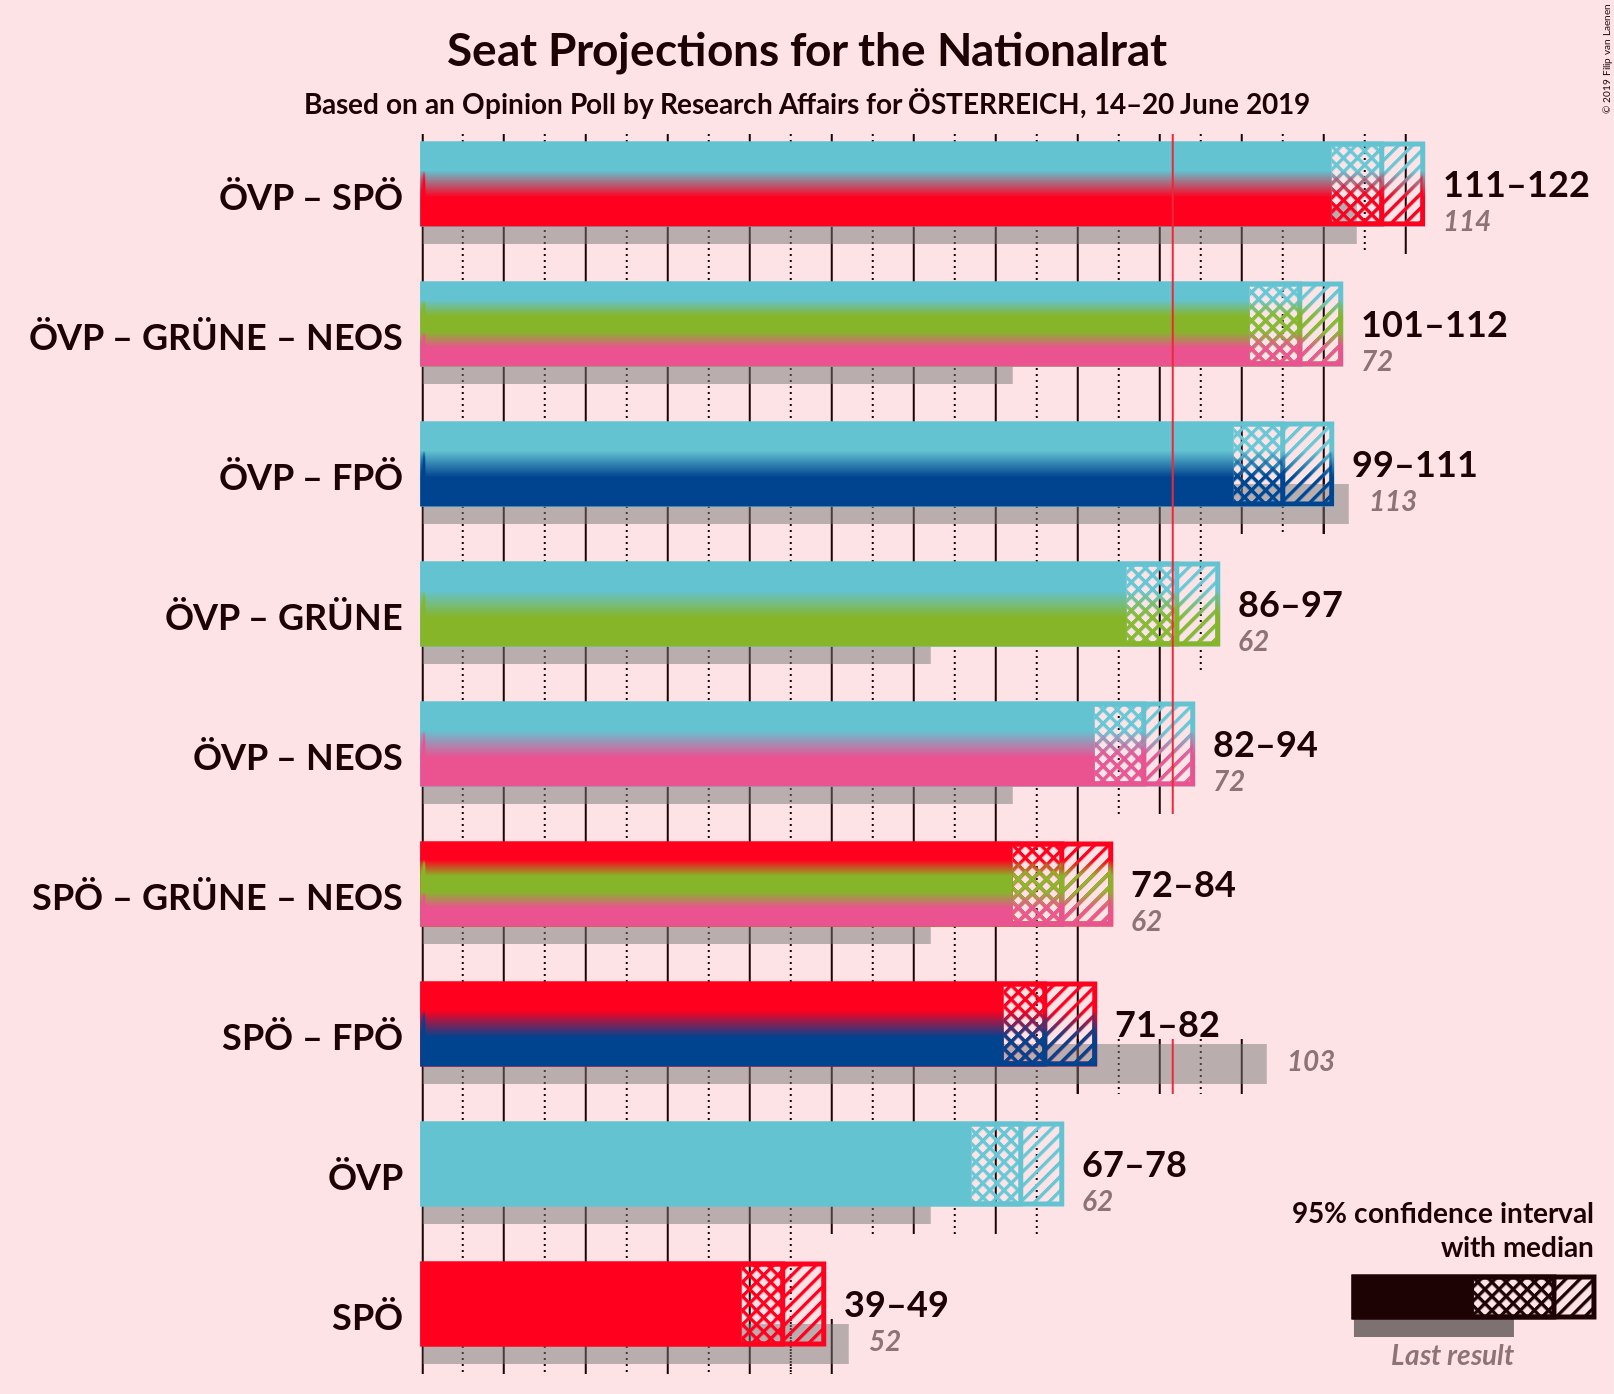 Seat Projections for the Nationalrat
Based on an Opinion Poll by Research Affairs for ÖSTERREICH, 14–20 June 2019
© 2019 Filip van Laenen
ÖVP – SPÖ
111–122
114
ÖVP – GRÜNE – NEOS
101–112
72
ÖVP – FPÖ
99–111
113
ÖVP – GRÜNE
86–97
62
ÖVP – NEOS
82–94
72
SPÖ – GRÜNE – NEOS
72–84
62
SPÖ – FPÖ
71–82
103
ÖVP
67–78
62
SPÖ
39–49
52
95% confidence interval
with median
Last result